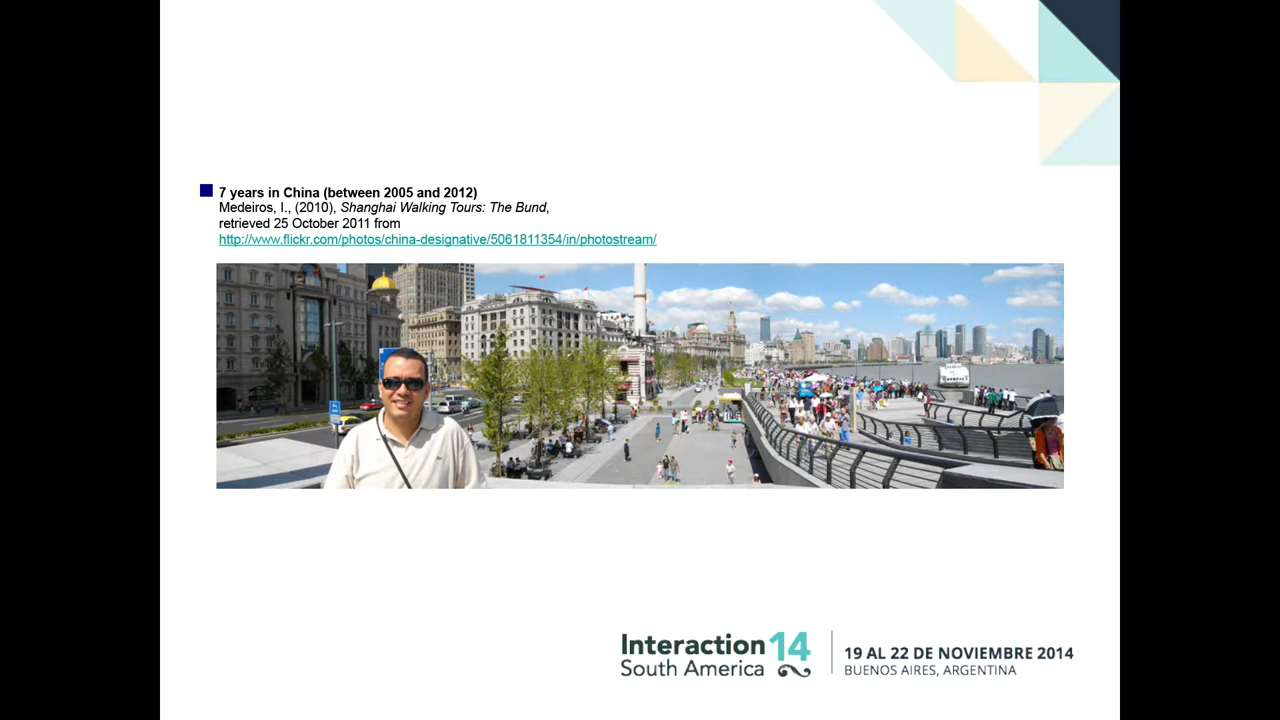 7 years in China (between 2005 and 2012)
Medeiros, I., (2010), Shanghai Walking Tours: The Bund,
retrieved 25 October 2011 from
http://www.flickr.com/photos/china-designative/5061811354/in/photostream/
Interaction 14
South America
19 AL 22 DE NOVIEMBRE 2014
BUENOS AIRES, ARGENTINA